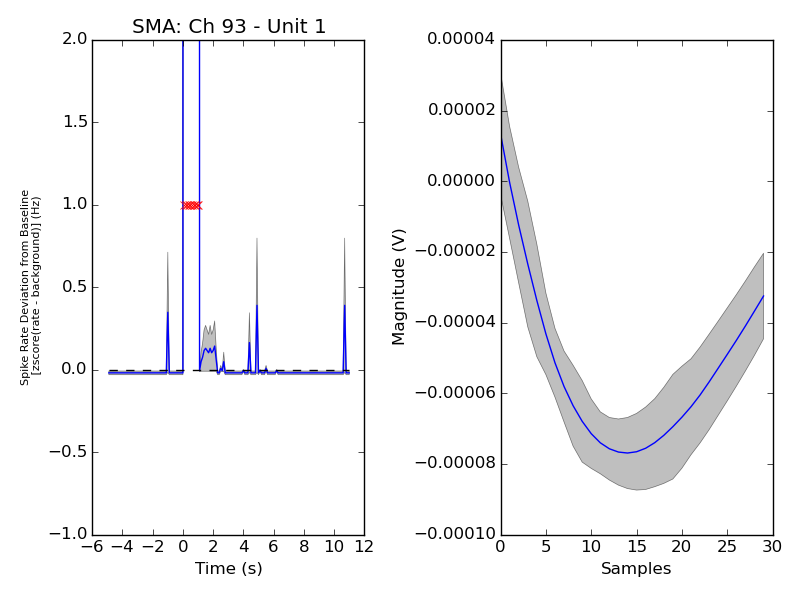 SMA: Ch 93 - Unit 1
2.0
1.5
1.0
0.5
0.0
−0.5
−1.0
−6 −4 −2 0 2 4 6 8 10 12
Time (s)
Spike Rate Deviation from Baseline
[zscore(rate - background)] (Hz)
0.00004
0.00002
0.00000
−0.00002
−0.00004
−0.00006
−0.00008
−0.00010
0 5 10 15 20 25 30
Samples
Magnitude (V)